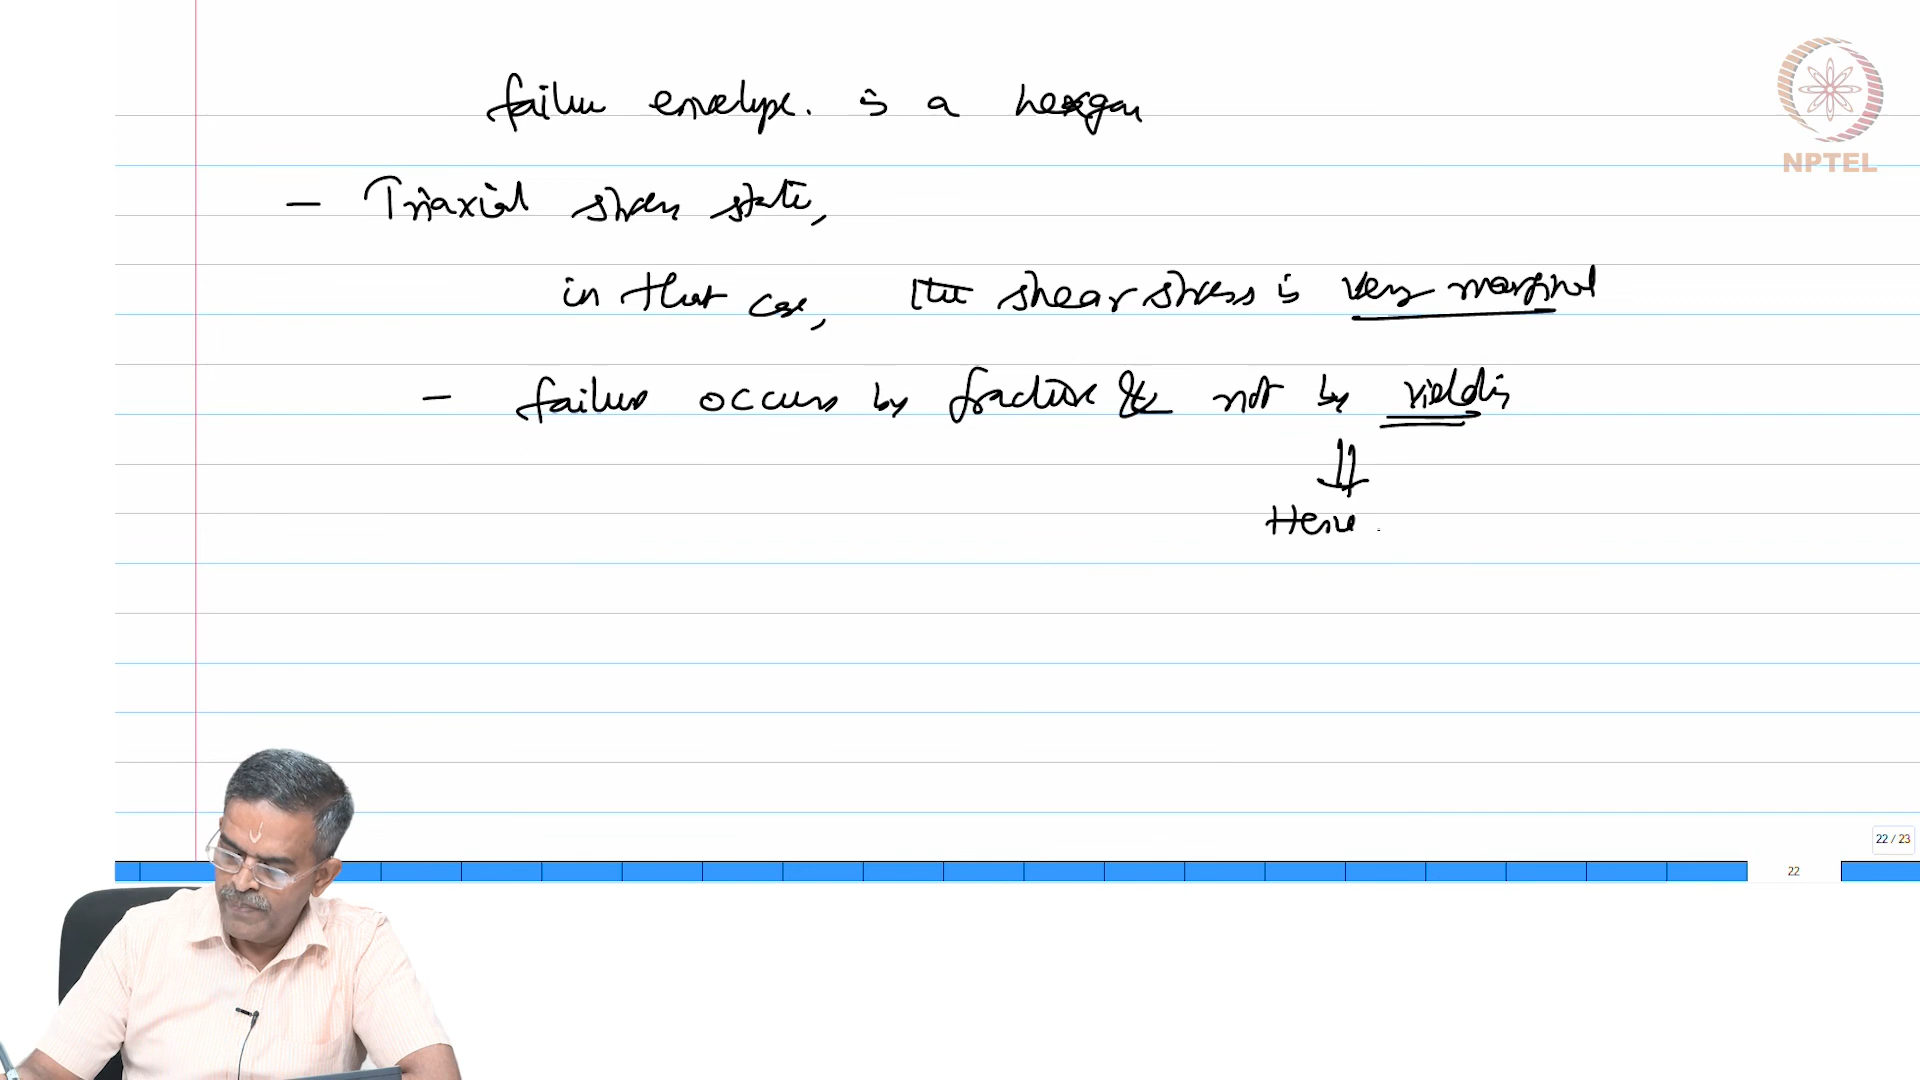 failure envelope. is a hexagon
NPTEL
- Triaxial stress state,
in that case, the shear stress is very marginal
- failure occurs by fracture & not by yielding
⇓
Hence.
22 / 23
22